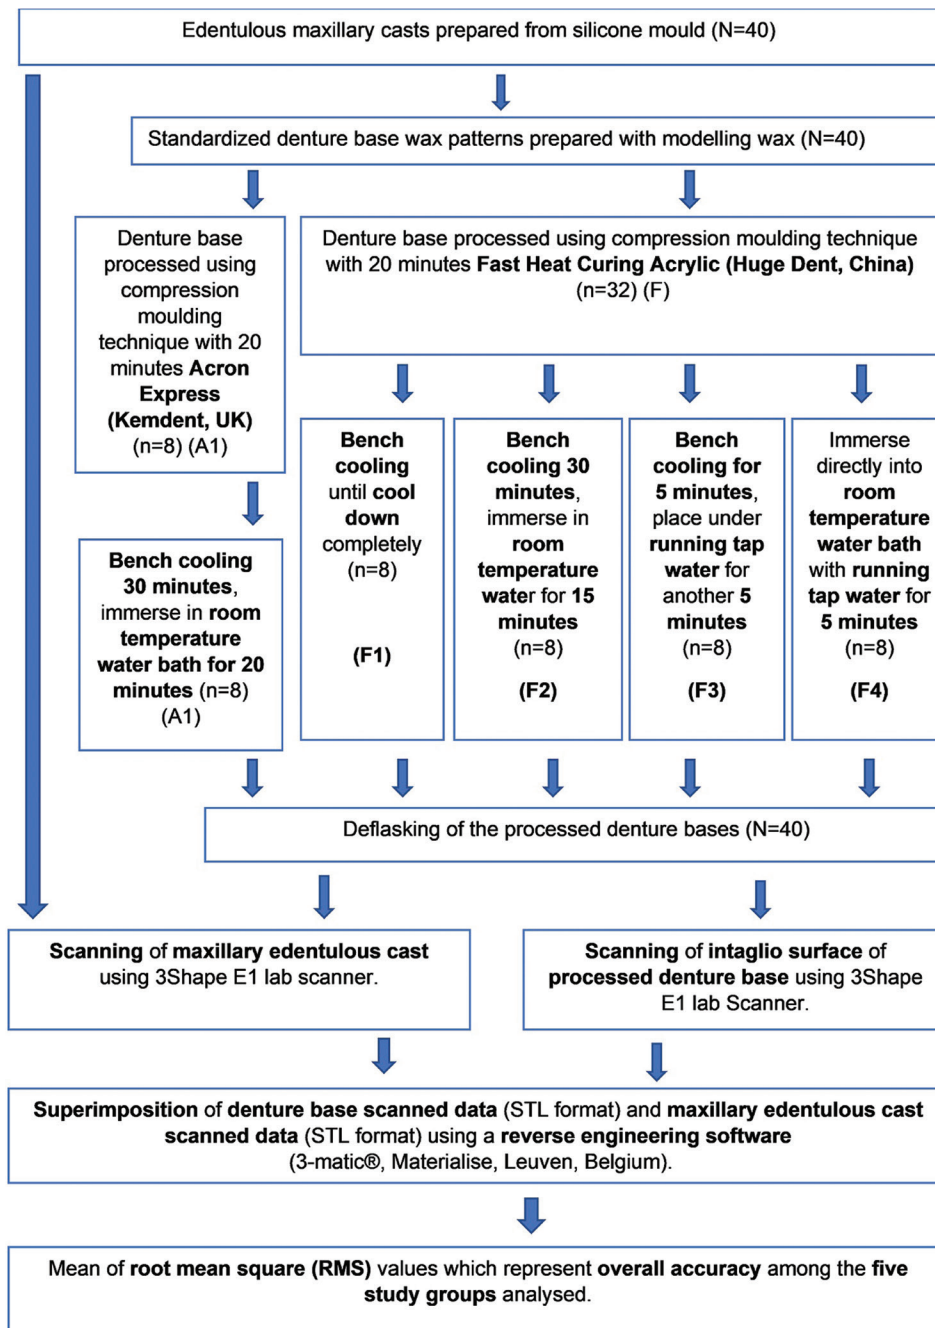 Edentulous maxillary casts prepared from silicone mould (N=40)
Standardized denture base wax patterns prepared with modelling wax (N=40)
Denture base
processed using
compression
moulding
technique with 20
minutes Acron
Express
(Kemdent, UK)
(n=8) (A1)
Denture base processed using compression moulding technique
with 20 minutes Fast Heat Curing Acrylic (Huge Dent, China)
(n=32) (F)
Bench cooling
30 minutes,
immerse in room
temperature
water bath for 20
minutes (n=8)
(A1)
Bench
cooling
until cool
down
completely
(n=8)
(F1)
Bench
cooling 30
minutes,
immerse in
room
temperature
water for 15
minutes
(n=8)
(F2)
Bench
cooling for
5 minutes,
place under
running tap
water for
another 5
minutes
(n=8)
(F3)
Immerse
directly into
room
temperature
water bath
with running
tap water for
5 minutes
(n=8)
(F4)
Deflasking of the processed denture bases (N=40)
Scanning of maxillary edentulous cast
using 3Shape E1 lab scanner.
Scanning of intaglio surface of
processed denture base using 3Shape
E1 lab Scanner.
Superimposition of denture base scanned data (STL format) and maxillary edentulous cast
scanned data (STL format) using a reverse engineering software
(3-matic®, Materialise, Leuven, Belgium).
Mean of root mean square (RMS) values which represent overall accuracy among the five
study groups analysed.